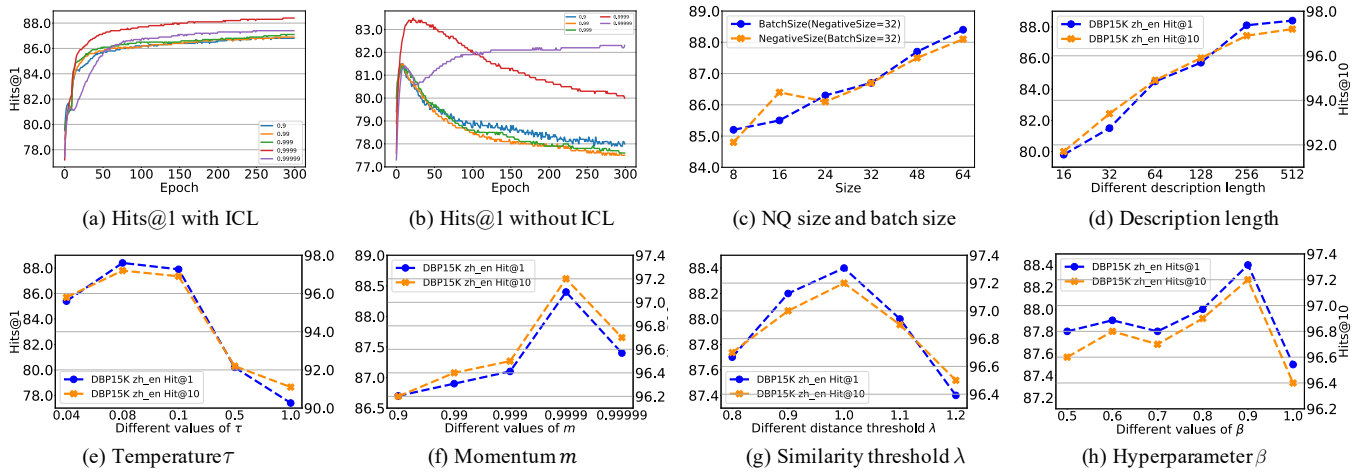 Hits@1
88.0
86.0
84.0
82.0
80.0
78.0
0 50 100 150 200 250 300
Epoch
0.9
0.99
0.999
0.9999
0.99999
(a) Hits@1 with ICL
83.0
82.0
81.0
80.0
79.0
78.0
77.0
0 50 100 150 200 250 300
Epoch
0.9
0.99
0.999
0.9999
0.99999
(b) Hits@1 without ICL
89.0
88.0
87.0
86.0
85.0
84.0
8 16 24 32 48 64
Size
BatchSize(NegativeSize=32)
NegativeSize(BatchSize=32)
(c) NQ size and batch size
88.0
86.0
84.0
82.0
80.0
98.0
96.0
94.0
92.0
Hits@10
16 32 64 128 256 512
Different description length
DBP15K zh_en Hit@1
DBP15K zh_en Hit@10
(d) Description length
Hits@1
88.0
86.0
84.0
82.0
80.0
78.0
98.0
96.0
94.0
92.0
90.0
0.04 0.08 0.1 0.5 1.0
Different values of τ
DBP15K zh_en Hit@1
DBP15K zh_en Hit@10
(e) Temperature τ
89.0
88.5
88.0
87.5
87.0
86.5
97.4
97.2
97.0
96.8
96.6
96.4
96.2
0.9 0.99 0.999 0.9999 0.99999
Different values of m
DBP15K zh_en Hit@1
DBP15K zh_en Hit@10
(f) Momentum m
88.4
88.2
88.0
87.8
87.6
87.4
97.4
97.2
97.0
96.8
96.6
96.4
0.8 0.9 1.0 1.1 1.2
Different distance threshold λ
DBP15K zh_en Hit@1
DBP15K zh_en Hit@10
(g) Similarity threshold λ
88.4
88.2
88.0
87.8
87.6
87.4
87.2
97.4
97.2
97.0
96.8
96.6
96.4
96.2
Hits@10
0.5 0.6 0.7 0.8 0.9 1.0
Different values of β
DBP15K zh_en Hits@1
DBP15K zh_en Hits@10
(h) Hyperparameter β